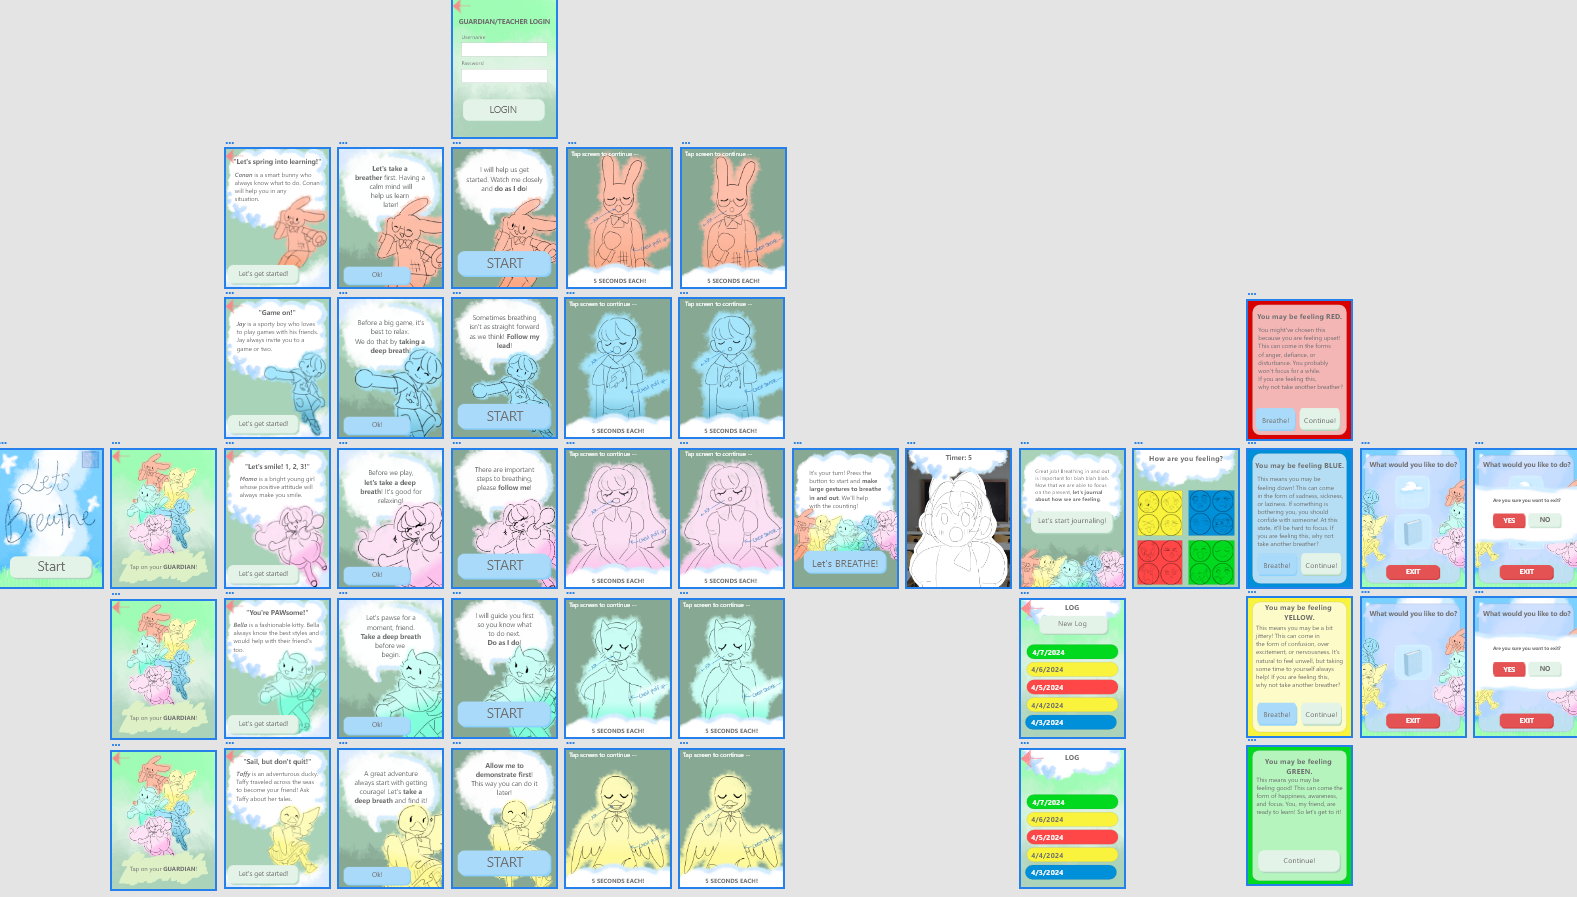 GUARDIAN/TEACHER LOGIN
Username
Password
LOGIN
"Let's spring into learning!"
Conan is a smart bunny who
always know what to do. Conan
will help you in any
situation.
Let's get started!
Let's take a
breather first. Having a
calm mind will
help us learn
later!
Ok!
I will help us get
started. Watch me closely
and do as I do!
START
Tap screen to continue --
5 SECONDS EACH!
Tap screen to continue --
5 SECONDS EACH!
"Game on!"
Jay is a sporty boy who loves
to play games with his friends.
Jay always invite you to a
game or two.
Let's get started!
Before a big game, it's
best to relax.
We do that by taking a
deep breath!
Ok!
Sometimes breathing
isn't as straight forward
as we think! Follow my
lead!
START
Tap screen to continue --
5 SECONDS EACH!
Tap screen to continue --
5 SECONDS EACH!
You may be feeling RED.
You might've chosen this
because you are feeling upset!
This can come in the forms
of anger, defiance, or
disturbance. You probably
won't focus for a while.
If you are feeling this,
why not take another breather?
Breathe!
Continue!
Let's
Breathe
Start
Tap on your GUARDIAN!
"Let's smile! 1, 2, 3!"
Momo is a bright young girl
whose positive attitude will
always make you smile.
Let's get started!
Before we play,
let's take a deep
breath! It's good for
relaxing!
Ok!
There are important
steps to breathing,
please follow me!
START
Tap screen to continue --
5 SECONDS EACH!
Tap screen to continue --
5 SECONDS EACH!
It's your turn! Press the
button to start and make
large gestures to breathe
in and out. We'll help
with the counting!
Let's BREATHE!
Timer: 5
Great job! Breathing in and out
is important for blah blah blah.
Now that we are able to focus
on the present, let's journal
about how we are feeling.
Let's start journaling!
How are you feeling?
You may be feeling BLUE.
This means you may be
feeling down! This can come
in the form of sadness, sickness,
or laziness. If something is
bothering you, you should
confide with someone! At this
state, it'll be hard to focus. If
you are feeling this, why not
take another breathe?
Breathe!
Continue!
What would you like to do?
EXIT
What would you like to do?
Are you sure you want to exit?
YES
NO
EXIT
Tap on your GUARDIAN!
"You're PAWsome!"
Bella is a fashionable kitty. Bella
always know the best styles and
would help with their friend's
too.
Let's get started!
Let's pawse for a
moment, friend.
Take a deep breath
before we
begin.
Ok!
I will guide you first
so you know what
to do next.
Do as I do!
START
Tap screen to continue --
5 SECONDS EACH!
Tap screen to continue --
5 SECONDS EACH!
LOG
New Log
4/7/2024
4/6/2024
4/5/2024
4/4/2024
4/3/2024
You may be feeling
YELLOW.
This means you may be a bit
jittery! This can come in
the form of confusion, over
excitement, or nervousness. It's
natural to feel unwell, but taking
some time to yourself always
help! If you are feeling this,
why not take another breathe?
Breathe!
Continue!
What would you like to do?
EXIT
What would you like to do?
Are you sure you want to exit?
YES
NO
EXIT
Tap on your GUARDIAN!
"Sail, but don't quit!"
Taffy is an adventurous ducky.
Taffy traveled across the seas
to become your friend! Ask
Taffy about her tales.
Let's get started!
A great adventure
always start with getting
courage! Let's take a
deep breath and find it!
Ok!
Allow me to
demonstrate first!
This way you can do it
later!
START
Tap screen to continue --
5 SECONDS EACH!
Tap screen to continue --
5 SECONDS EACH!
LOG
4/7/2024
4/6/2024
4/5/2024
4/4/2024
4/3/2024
You may be feeling
GREEN.
This means you may be
feeling good! This can come the
form of happiness, awareness,
and focus. You, my friend, are
ready to learn! So let's get to it!
Continue!